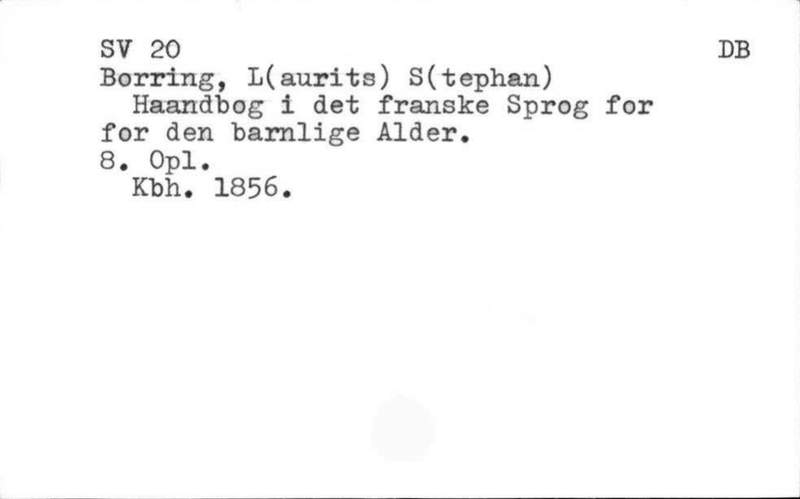 SV 20 DB
Borring, L(aurits) S(tephan)
Haandbog i det franske Sprog for
for den barnlige Alder.
8. Opl.
Kbh. 1856.